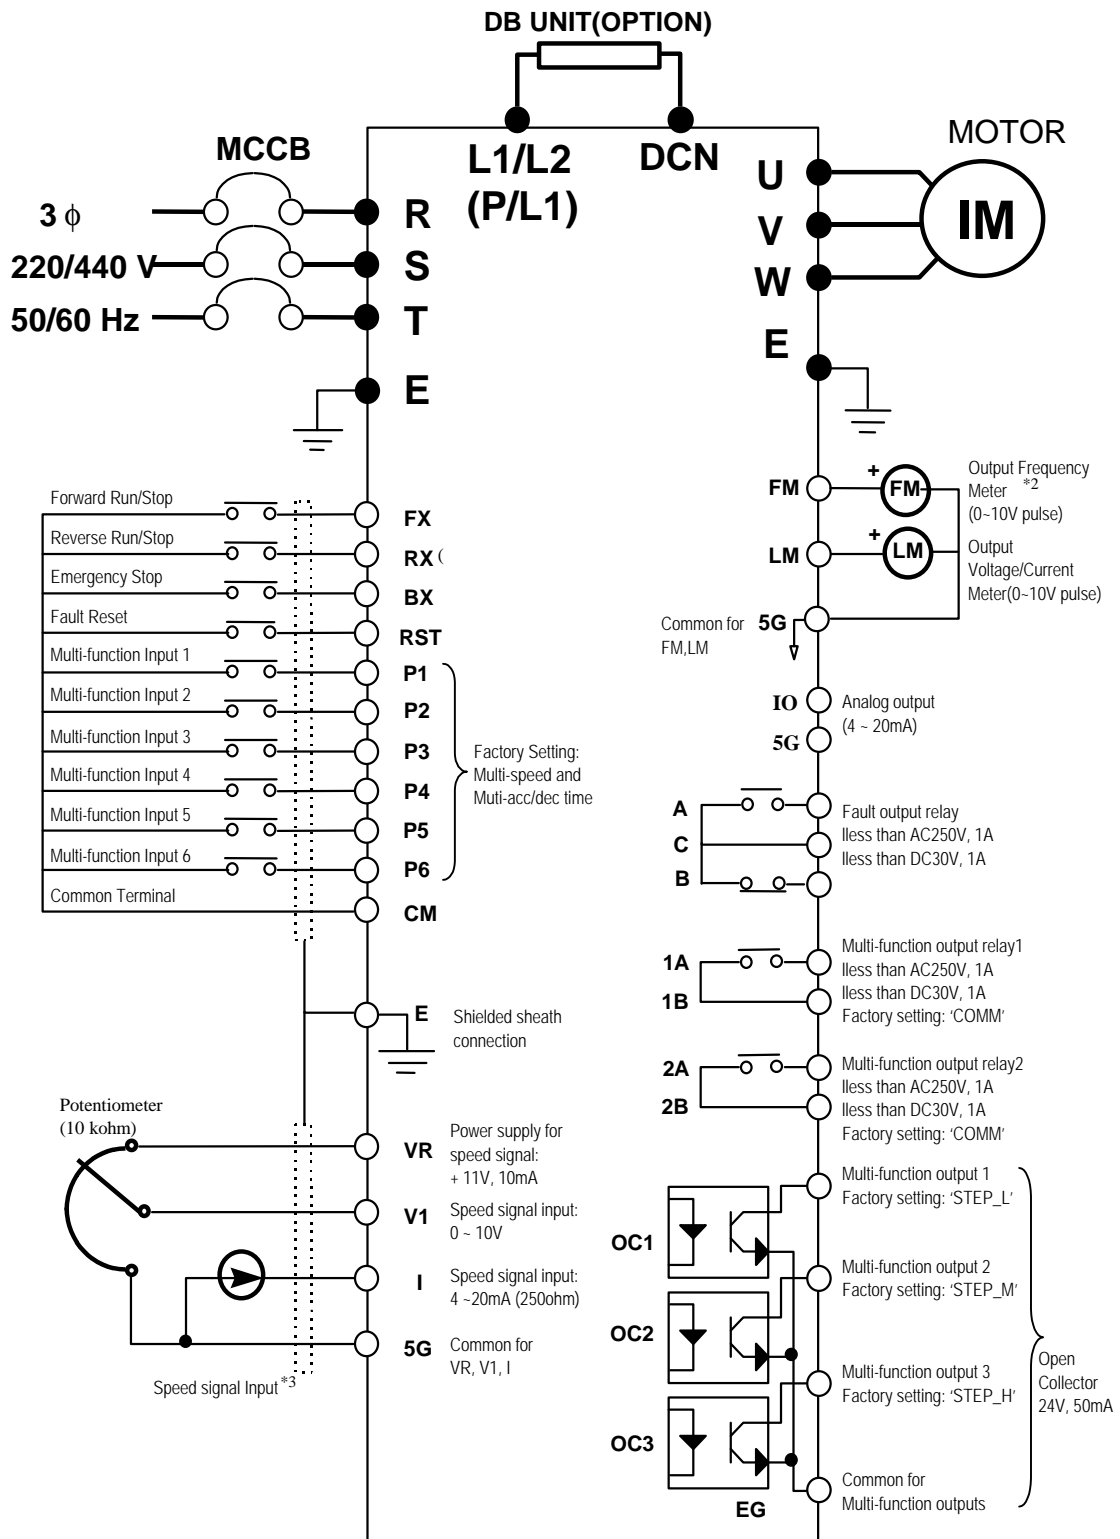 DB UNIT(OPTION)
MCCB
L1/L2
(P/L1)
DCN
MOTOR
IM
3 ϕ
220/440 V
50/60 Hz
R
S
T
E
U
V
W
E
Forward Run/Stop
FX
Reverse Run/Stop
RX (
Emergency Stop
BX
Fault Reset
RST
Multi-function Input 1
P1
Multi-function Input 2
P2
Multi-function Input 3
P3
Multi-function Input 4
P4
Multi-function Input 5
P5
Multi-function Input 6
P6
Common Terminal
CM
Factory Setting:
Multi-speed and
Muti-acc/dec time
E
Shielded sheath
connection
Potentiometer
(10 kohm)
VR
Power supply for
speed signal:
+ 11V, 10mA
V1
Speed signal input:
0 ~ 10V
I
Speed signal input:
4 ~20mA (250ohm)
5G
Common for
VR, V1, I
Speed signal Input*3
FM
+
FM
Output Frequency
Meter *2
(0~10V pulse)
LM
+
LM
Output
Voltage/Current
Meter(0~10V pulse)
Common for
FM,LM
5G
IO
Analog output
(4 ~ 20mA)
5G
A
C
B
Fault output relay
lless than AC250V, 1A
lless than DC30V, 1A
1A
1B
Multi-function output relay1
lless than AC250V, 1A
lless than DC30V, 1A
Factory setting: 'COMM'
2A
2B
Multi-function output relay2
lless than AC250V, 1A
lless than DC30V, 1A
Factory setting: 'COMM'
OC1
Multi-function output 1
Factory setting: 'STEP_L'
OC2
Multi-function output 2
Factory setting: 'STEP_M'
OC3
Multi-function output 3
Factory setting: 'STEP_H'
EG
Common for
Multi-function outputs
Open
Collector
24V, 50mA